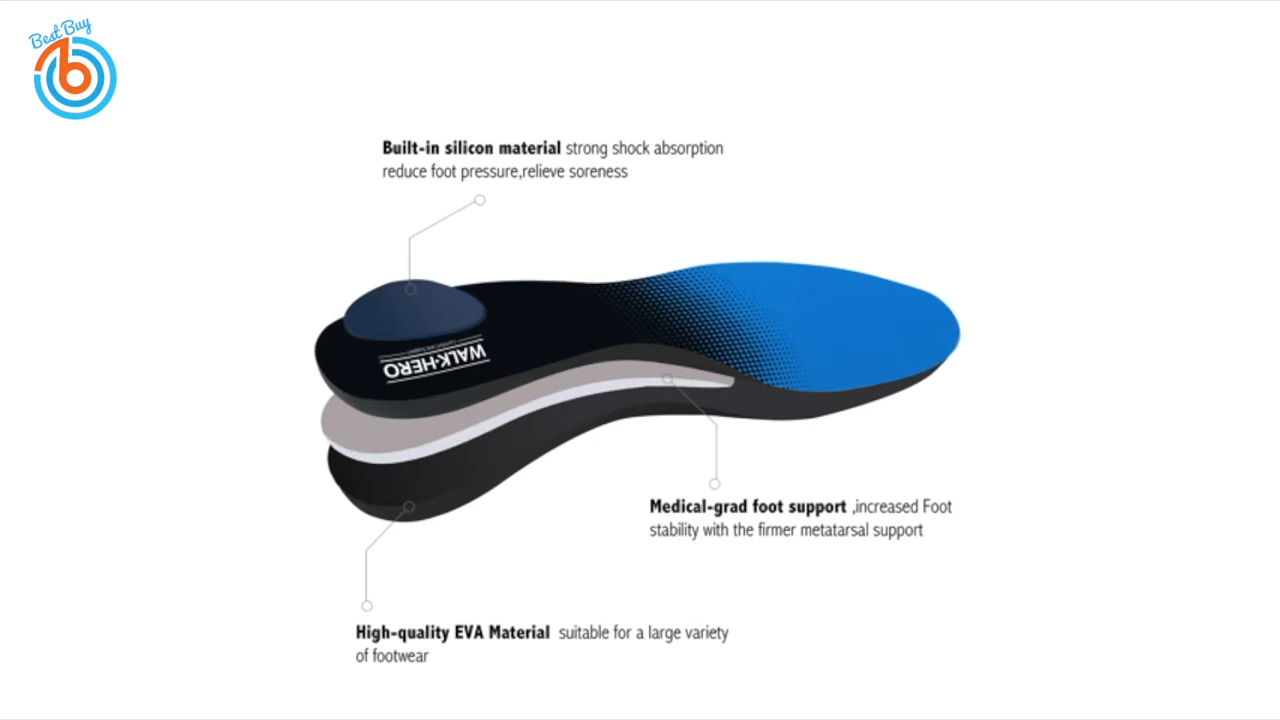 Best Buy
Built-in silicon material strong shock absorption
reduce foot pressure,relieve soreness
WALK·HERO
Medical-grad foot support ,increased Foot
stability with the firmer metatarsal support
High-quality EVA Material suitable for a large variety
of footwear